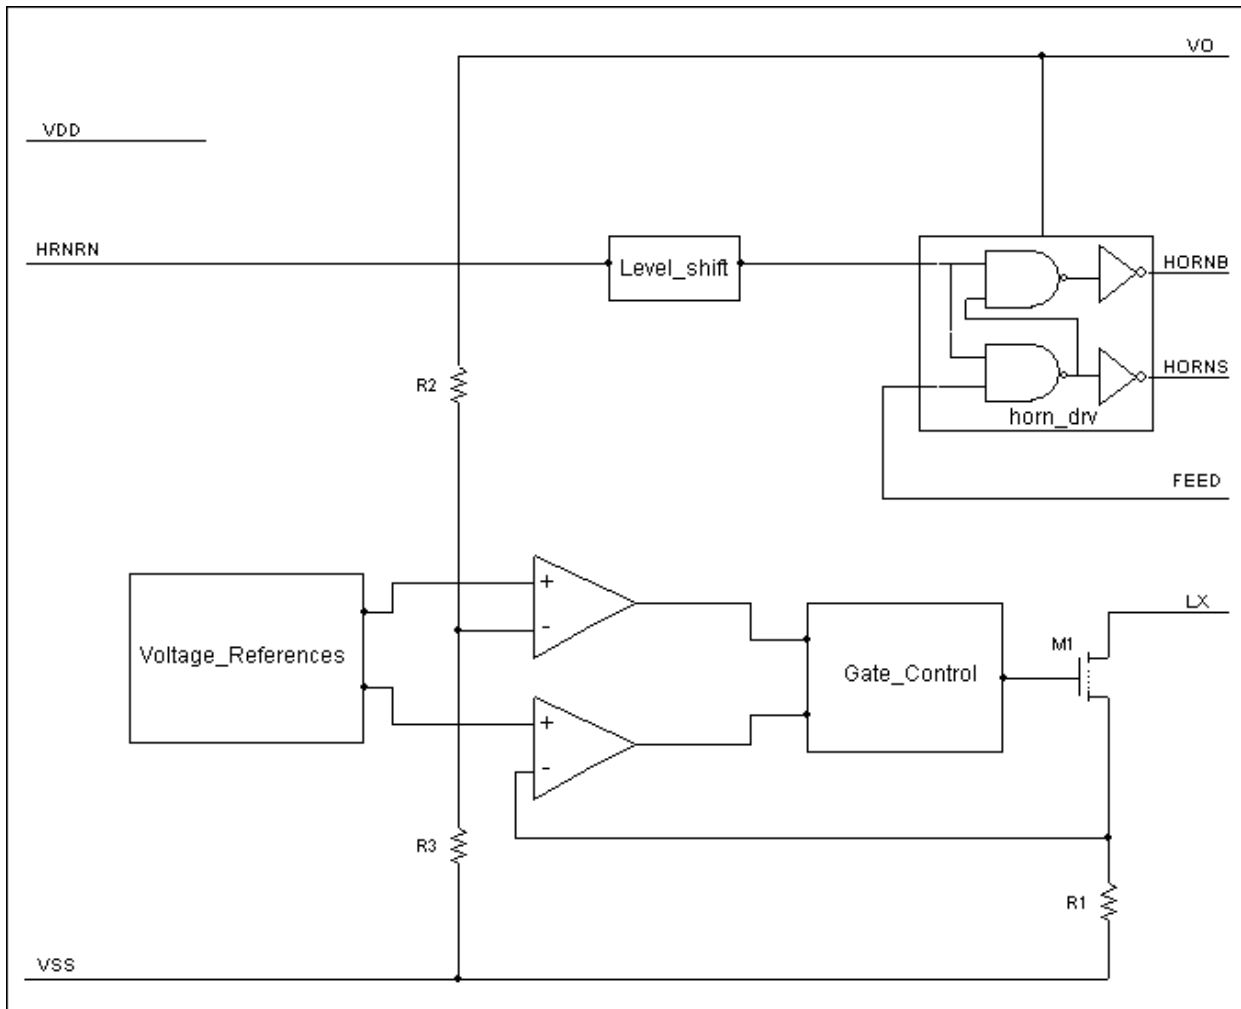 VO
VDD
HRNRN
Level_shift
HORNB
R2
HORNS
horn_drv
FEED
+
-
LX
Voltage_References
M1
Gate_Control
+
-
R3
R1
VSS